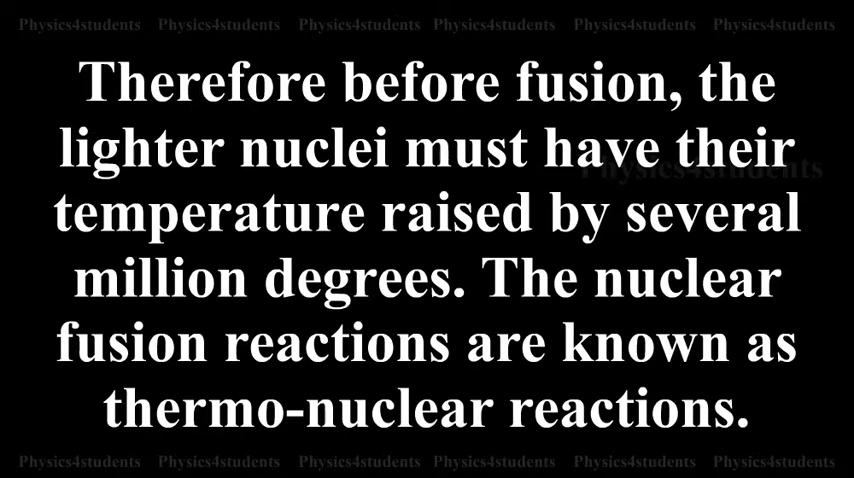 Physics4students Physics4students Physics4students Physics4students Physics4students Physics4students
Therefore before fusion, the
lighter nuclei must have their
Physics4students
temperature raised by several
million degrees. The nuclear
fusion reactions are known as
thermo-nuclear reactions.
Physics4students Physics4students Physics4students Physics4students Physics4students Physics4students